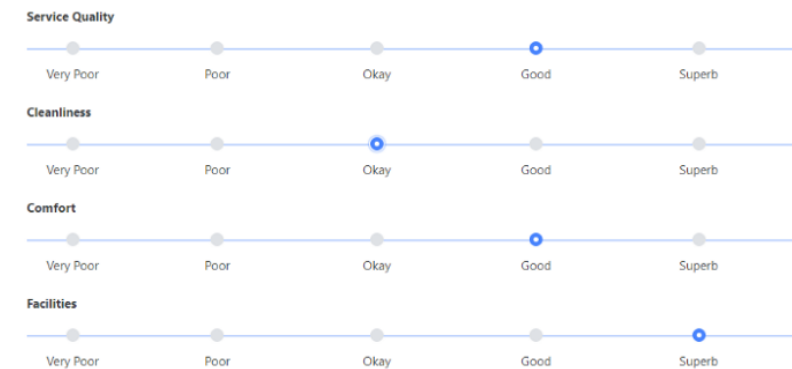 Service Quality
Very Poor Poor Okay Good Superb
Cleanliness
Very Poor Poor Okay Good Superb
Comfort
Very Poor Poor Okay Good Superb
Facilities
Very Poor Poor Okay Good Superb